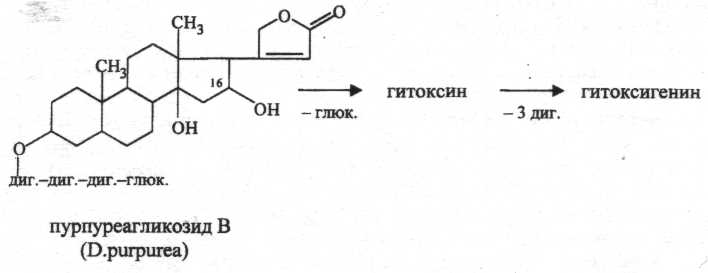 CH₃
O
O
CH₃
16
OH
OH
O
диг.–диг.–диг.–глюк.
– глюк.
гитоксин
– 3 диг.
гитоксигенин
пурпуреагликозид B
(D.purpurea)